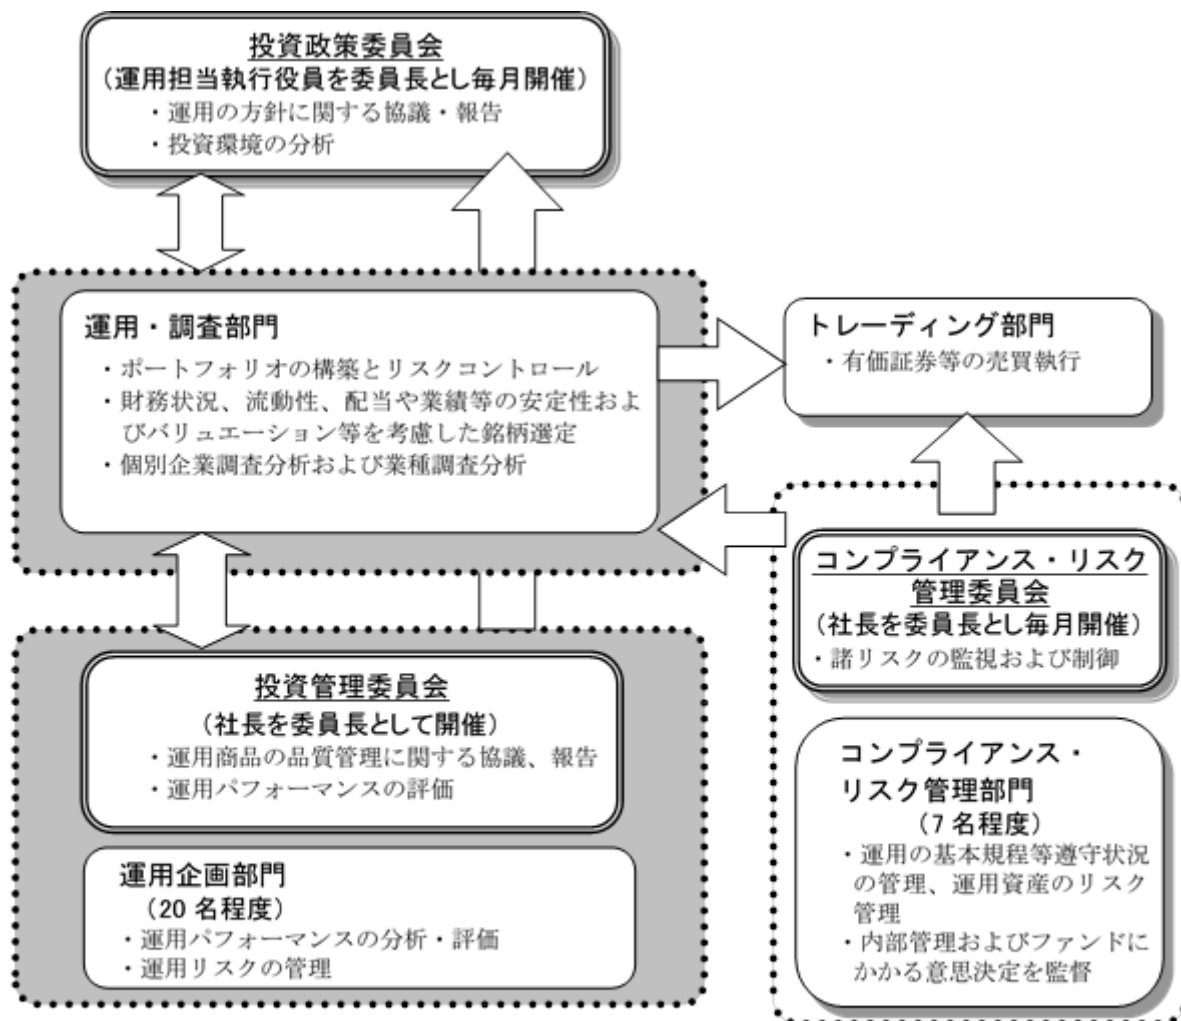 投資政策委員会
（運用担当執行役員を委員長とし毎月開催）
・運用の方針に関する協議・報告
・投資環境の分析
運用・調査部門
・ポートフォリオの構築とリスクコントロール
・財務状況、流動性、配当や業績等の安定性およ
びバリュエーション等を考慮した銘柄選定
・個別企業調査分析および業種調査分析
トレーディング部門
・有価証券等の売買執行
投資管理委員会
（社長を委員長として開催）
・運用商品の品質管理に関する協議、報告
・運用パフォーマンスの評価
運用企画部門
（20 名程度）
・運用パフォーマンスの分析・評価
・運用リスクの管理
コンプライアンス・リスク
管理委員会
（社長を委員長とし毎月開催）
・諸リスクの監視および制御
コンプライアンス・
リスク管理部門
（7 名程度）
・運用の基本規程等遵守状況
の管理、運用資産のリスク
管理
・内部管理およびファンドに
かかる意思決定を監督